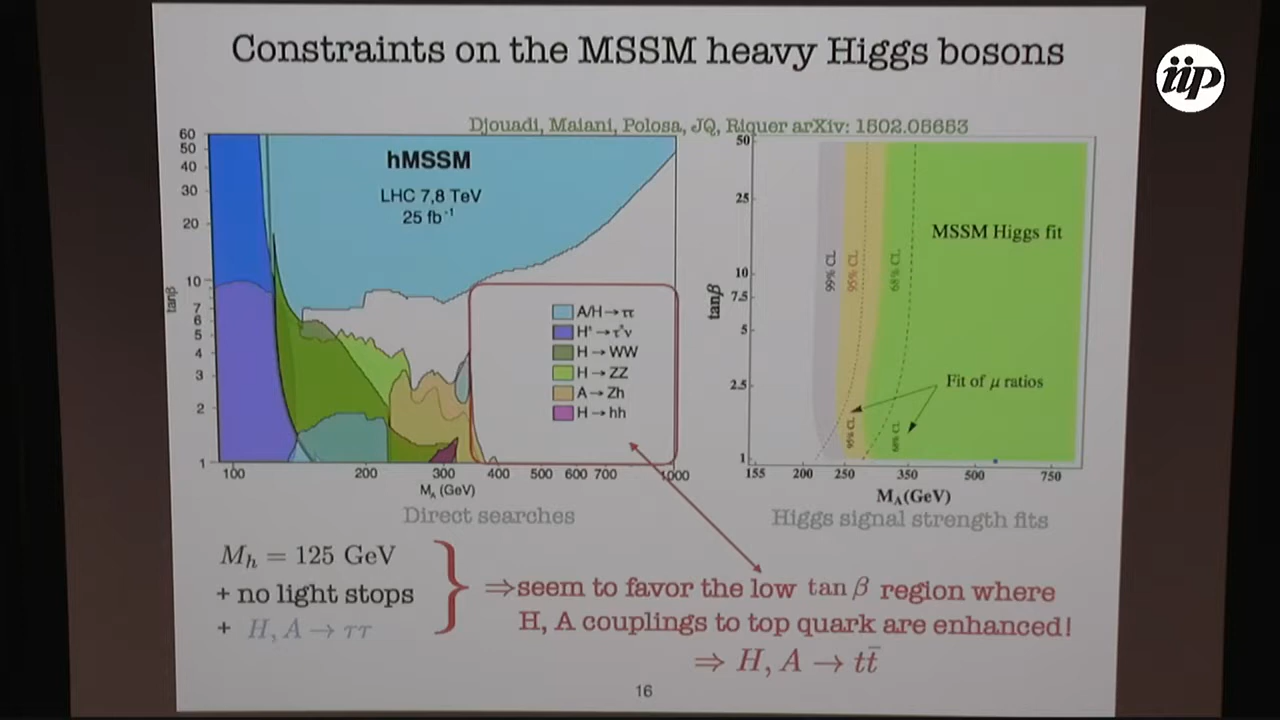 Constraints on the MSSM heavy Higgs bosons
iip
Djouadi, Maiani, Polosa, JQ, Riquer arXiv: 1502.05653
hMSSM
LHC 7,8 TeV
25 fb⁻¹
60
50
40
30
20
10
7
6
5
4
3
2
1
tanβ
A/H→ττ
H⁺→τ⁺ν
H→WW
H→ZZ
A→Zh
H→hh
100 200 300 400 500 600 700 1000
M_A (GeV)
Direct searches
50
25
10
7.5
5
2.5
1
tanβ
99% CL
95% CL
68% CL
MSSM Higgs fit
Fit of μ ratios
95% CL
68% CL
155 200 250 350 500 750
M_A(GeV)
Higgs signal strength fits
M_h = 125 GeV
+ no light stops
+ H, A → ττ
⇒seem to favor the low tan β region where
H, A couplings to top quark are enhanced!
⇒ H, A → tt̄
16